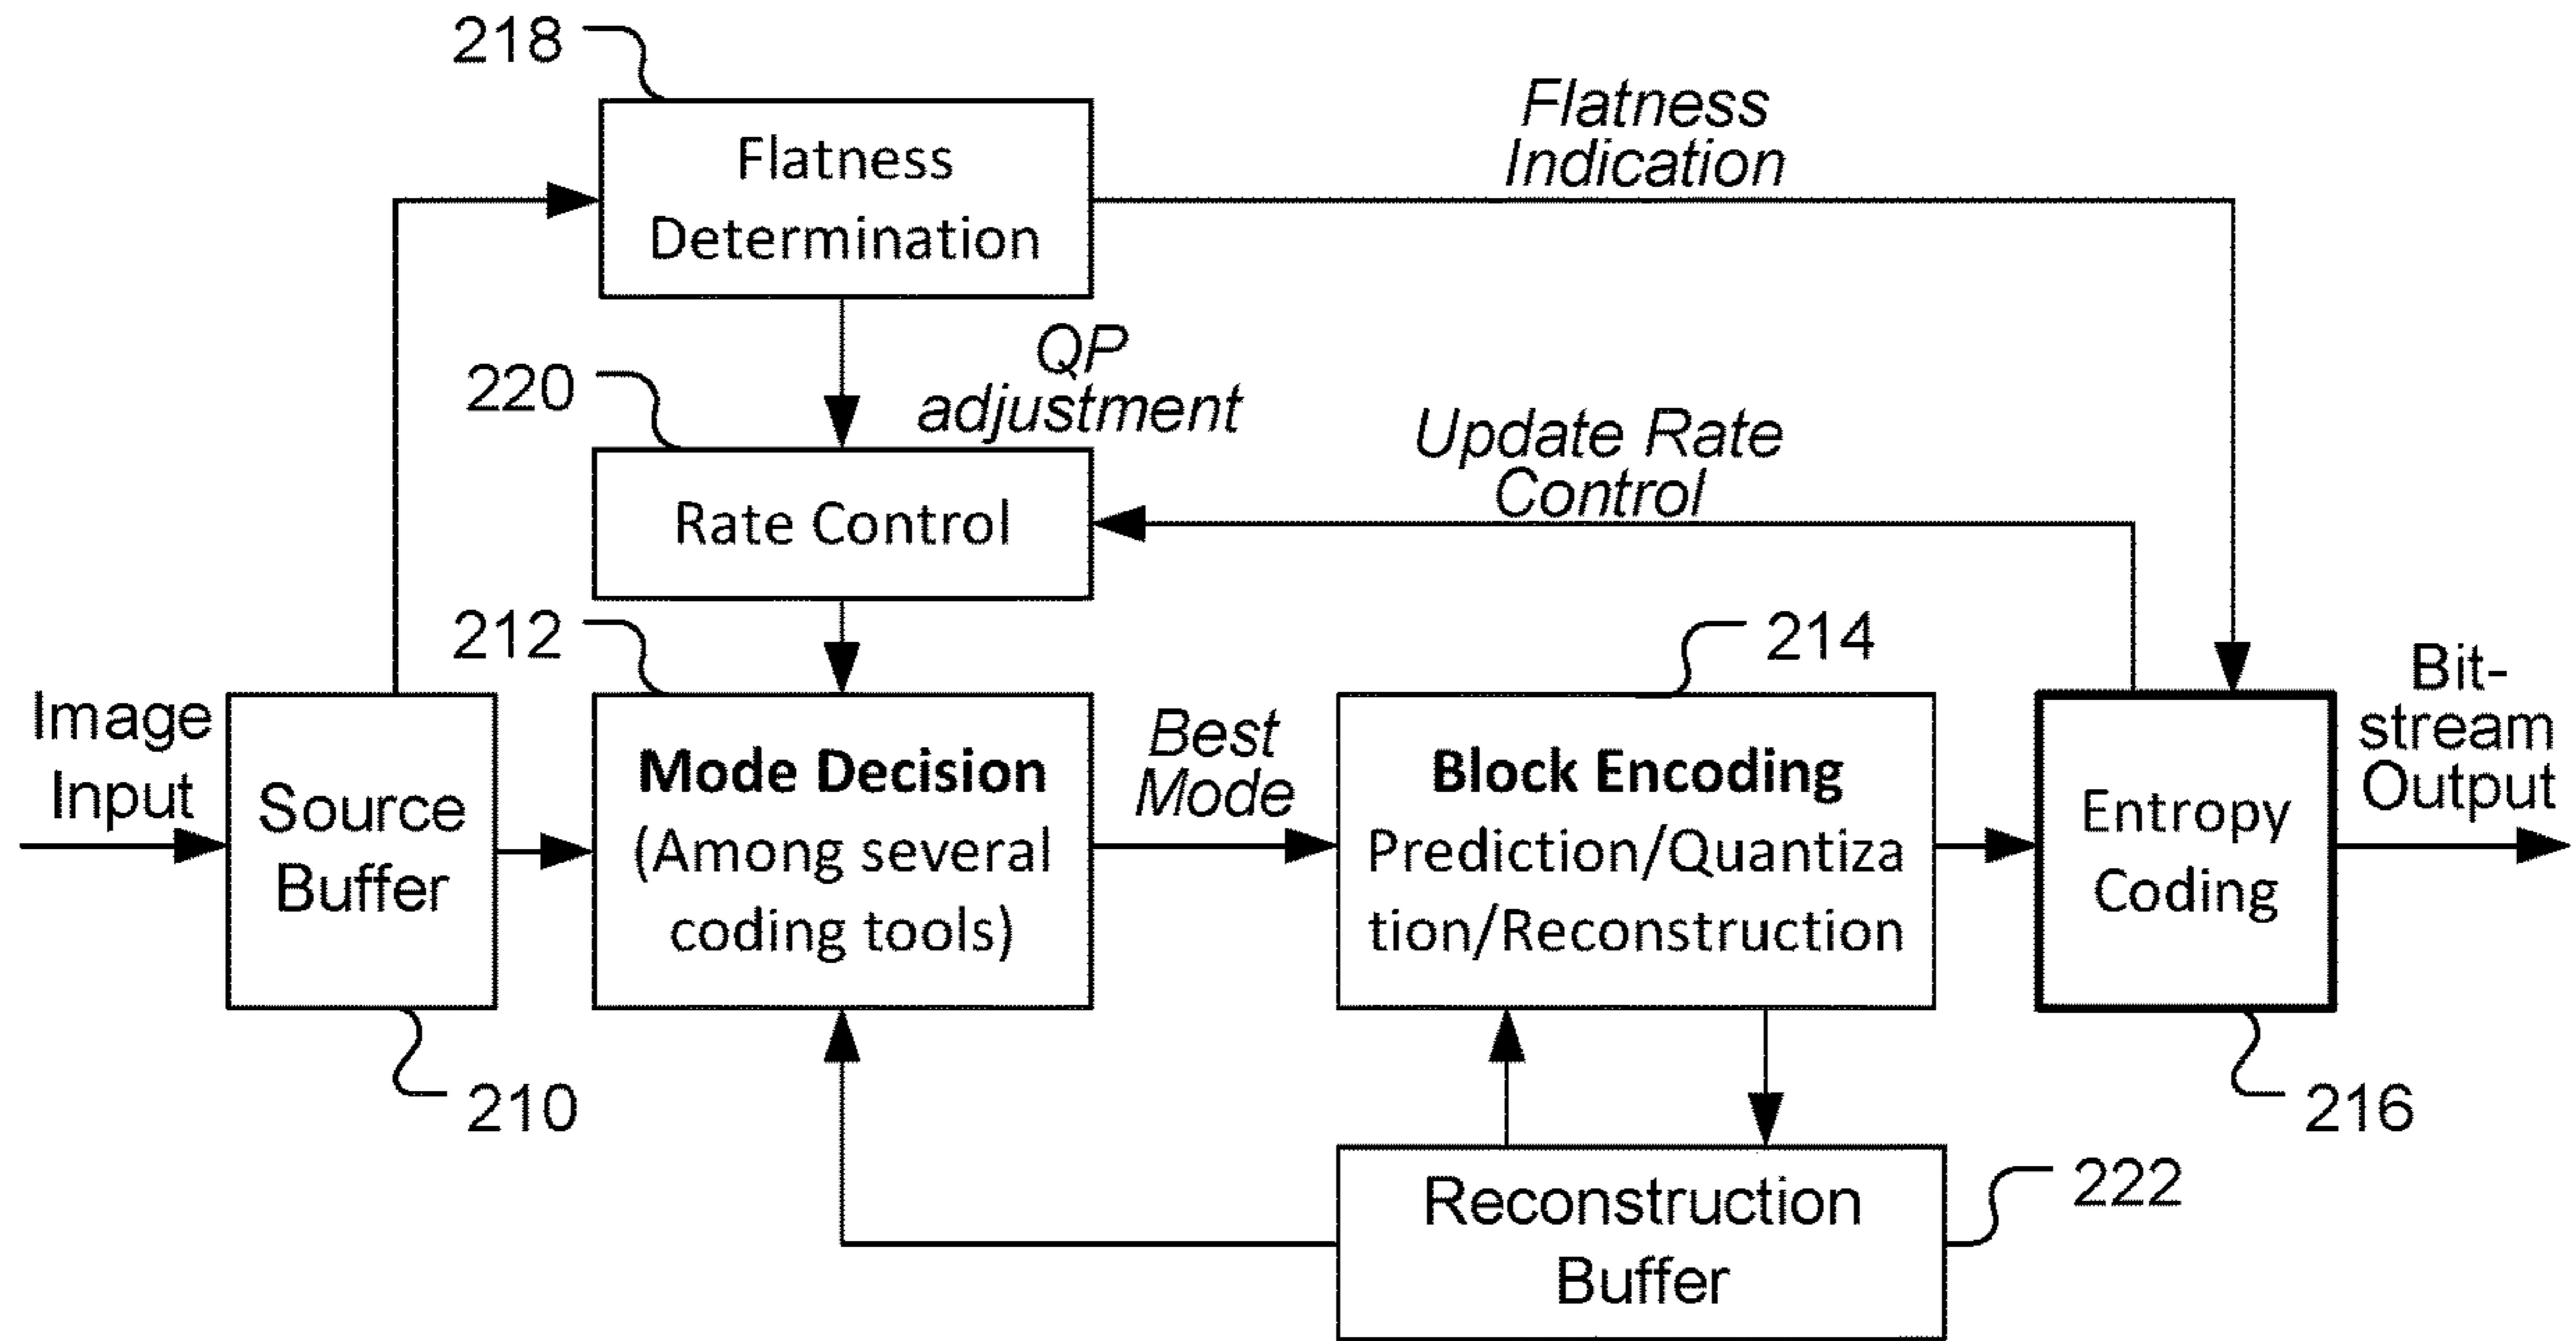 218
Flatness
Determination
Flatness
Indication
QP
adjustment
220
Rate Control
Update Rate
Control
212
214
Image
Input
Source
Buffer
210
Mode Decision
(Among several
coding tools)
Best
Mode
Block Encoding
Prediction/Quantiza
tion/Reconstruction
Entropy
Coding
216
Bit-
stream
Output
Reconstruction
Buffer
222